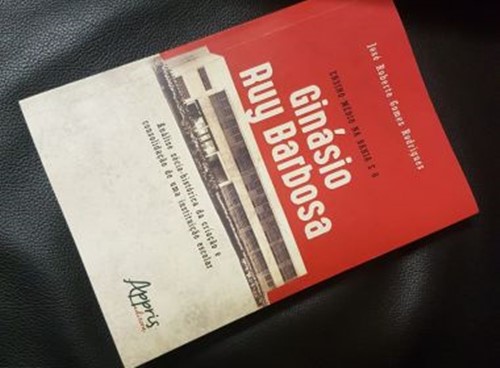 José Roberto Gomes Rodrigues
ENSINO MÉDIO NA BAHIA E O
Ginásio
Ruy Barbosa
Análise sócio-histórica da criação e
consolidação de uma instituição escolar
Appris
editora